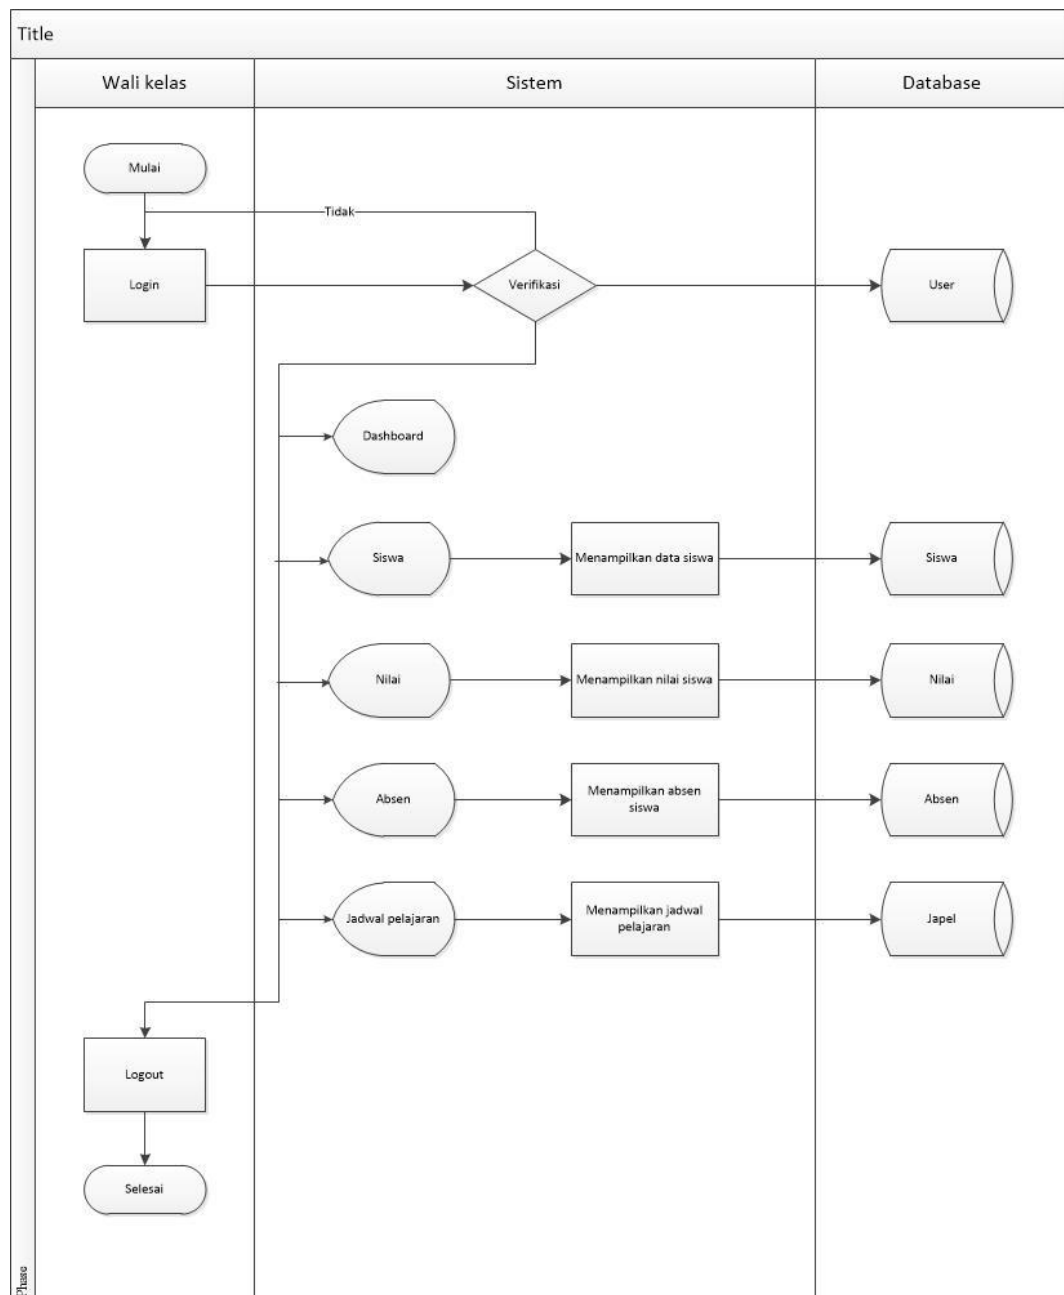 Title
Wali kelas
Sistem
Database
Mulai
Tidak
Login
Verifikasi
User
Dashboard
Siswa
Menampilkan data siswa
Siswa
Nilai
Menampilkan nilai siswa
Nilai
Absen
Menampilkan absen
siswa
Absen
Jadwal pelajaran
Menampilkan jadwal
pelajaran
Japel
Logout
Selesai
Phase